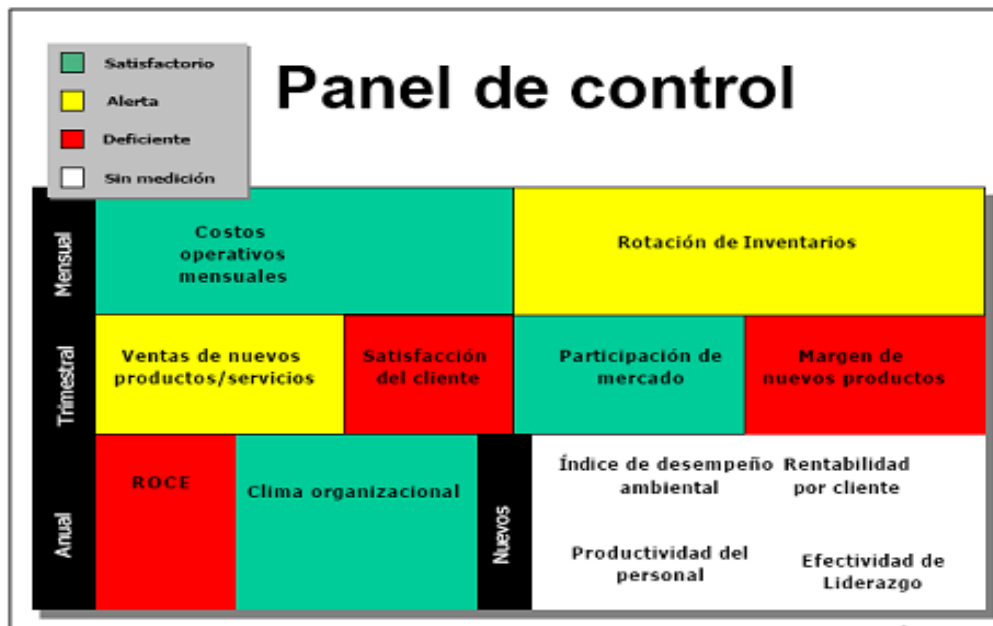 Satisfactorio
Alerta
Deficiente
Sin medición
Panel de control
Mensual
Costos
operativos
mensuales
Rotación de Inventarios
Trimestral
Ventas de nuevos
productos/servicios
Satisfacción
del cliente
Participación de
mercado
Margen de
nuevos productos
Anual
ROCE
Clima organizacional
Nuevos
Índice de desempeño
ambiental
Rentabilidad
por cliente
Productividad del
personal
Efectividad de
Liderazgo